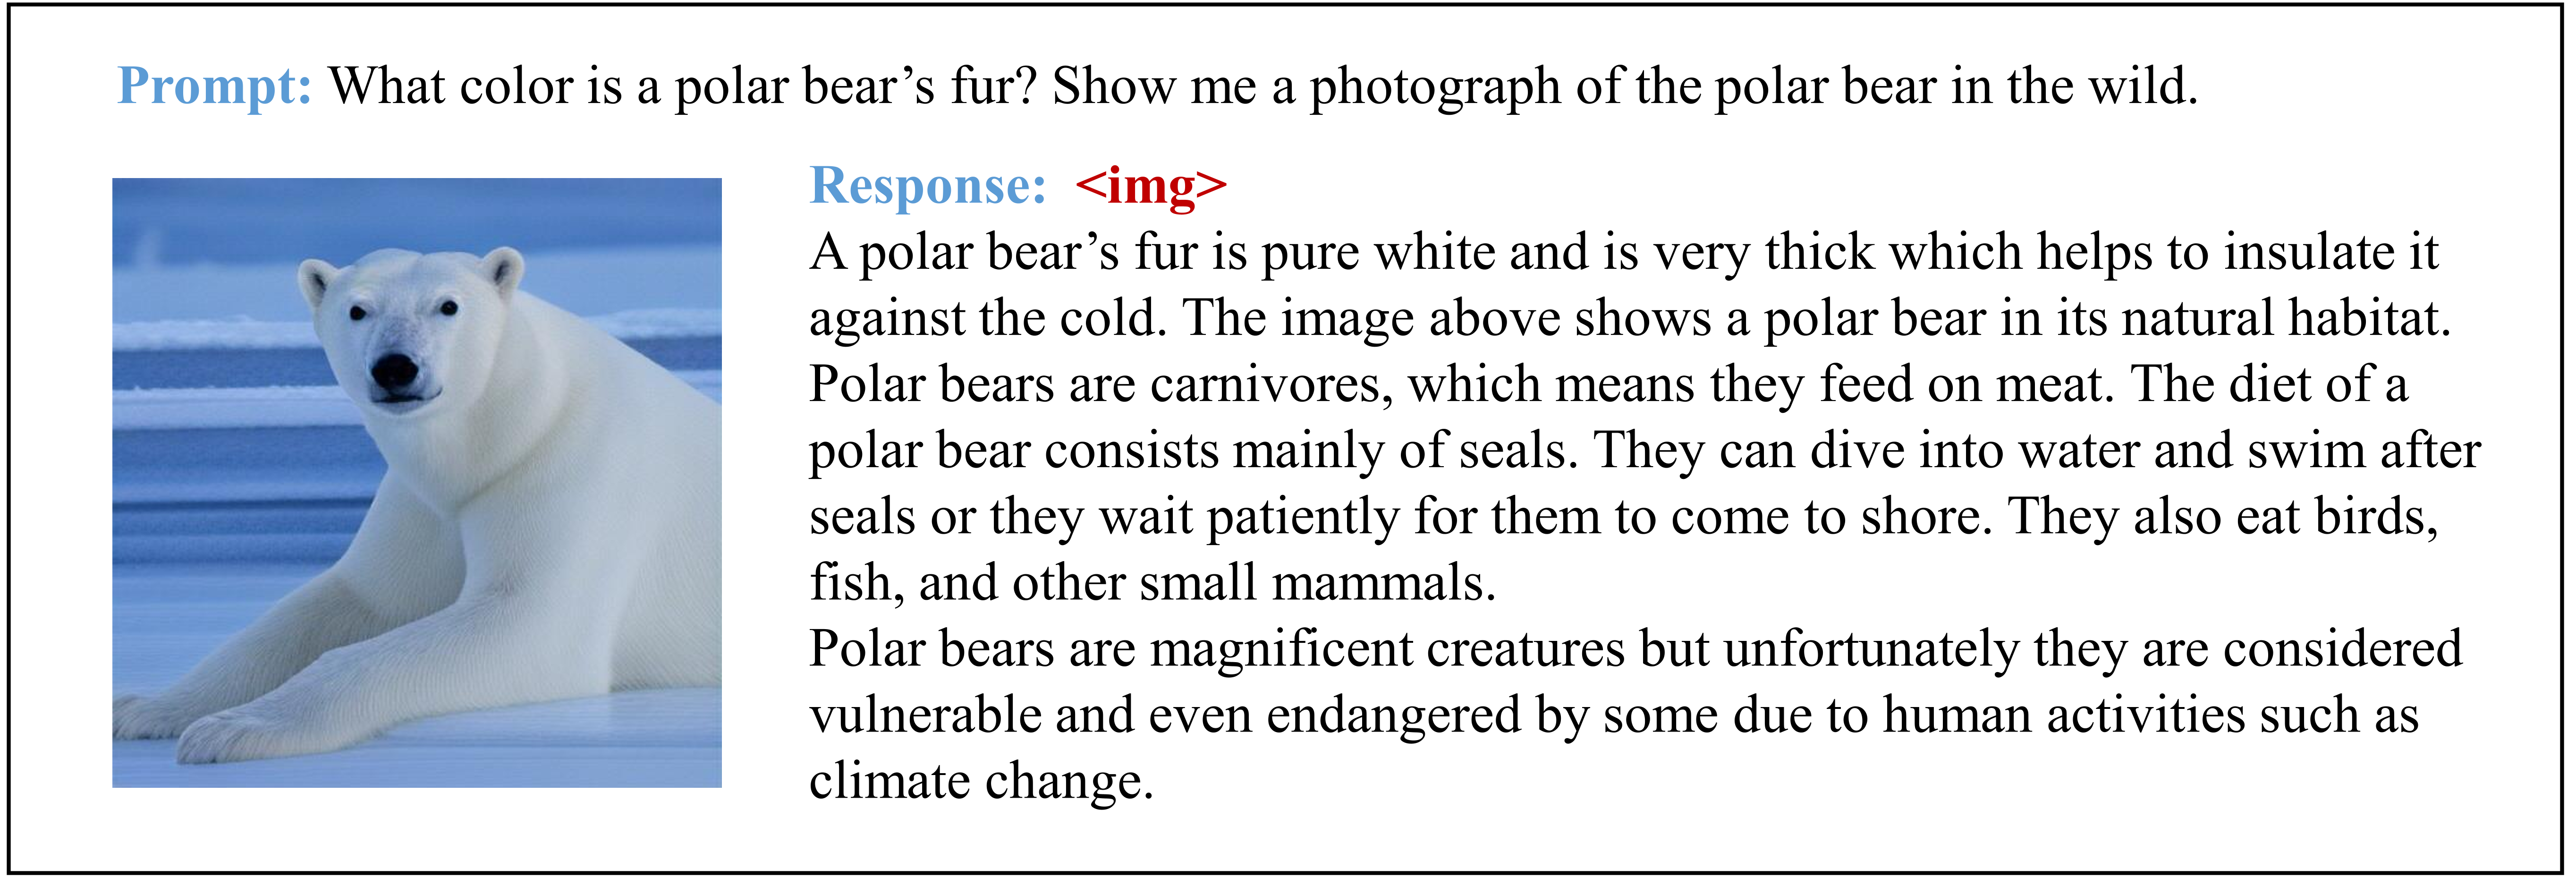 Prompt: What color is a polar bear’s fur? Show me a photograph of the polar bear in the wild.
Response: <img>
A polar bear’s fur is pure white and is very thick which helps to insulate it
against the cold. The image above shows a polar bear in its natural habitat.
Polar bears are carnivores, which means they feed on meat. The diet of a
polar bear consists mainly of seals. They can dive into water and swim after
seals or they wait patiently for them to come to shore. They also eat birds,
fish, and other small mammals.
Polar bears are magnificent creatures but unfortunately they are considered
vulnerable and even endangered by some due to human activities such as
climate change.